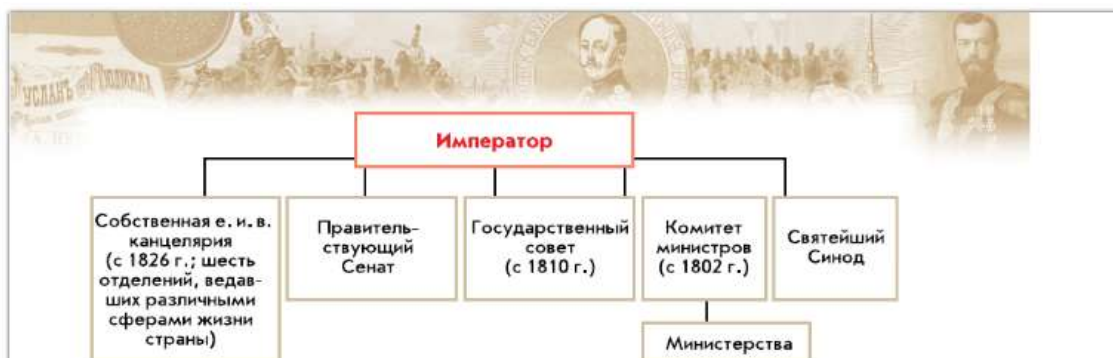 УСЛАНЪ
Император
Собственная е. и. в.
канцелярия
(с 1826 г.; шесть
отделений, ведав-
ших различными
сферами жизни
страны)
Правитель-
ствующий
Сенат
Государственный
совет
(с 1810 г.)
Комитет
министров
(с 1802 г.)
Святейший
Синод
Министерства